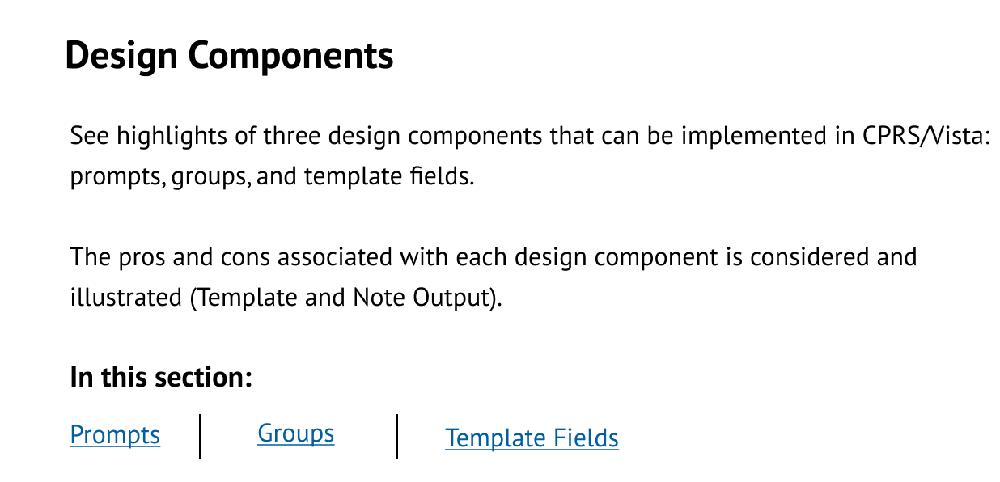 Design Components
See highlights of three design components that can be implemented in CPRS/Vista:
prompts, groups, and template fields.
The pros and cons associated with each design component is considered and
illustrated (Template and Note Output).
In this section:
Prompts Groups Template Fields